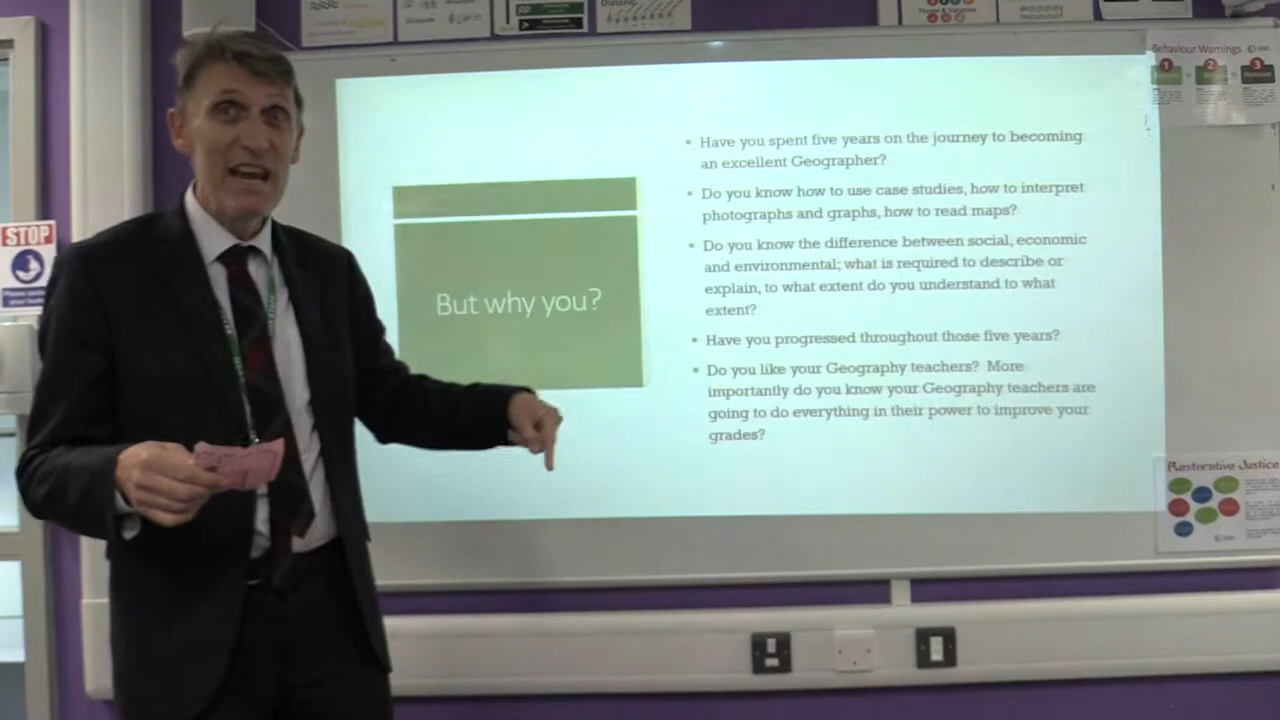 Diatonic
Behaviour Warnings
1
2
3
STOP
But why you?
Have you spent five years on the journey to becoming
an excellent Geographer?
Do you know how to use case studies, how to interpret
photographs and graphs, how to read maps?
Do you know the difference between social, economic
and environmental; what is required to describe or
explain, to what extent do you understand to what
extent?
Have you progressed throughout those five years?
Do you like your Geography teachers? More
importantly do you know your Geography teachers are
going to do everything in their power to improve your
grades?
Restorative Justice